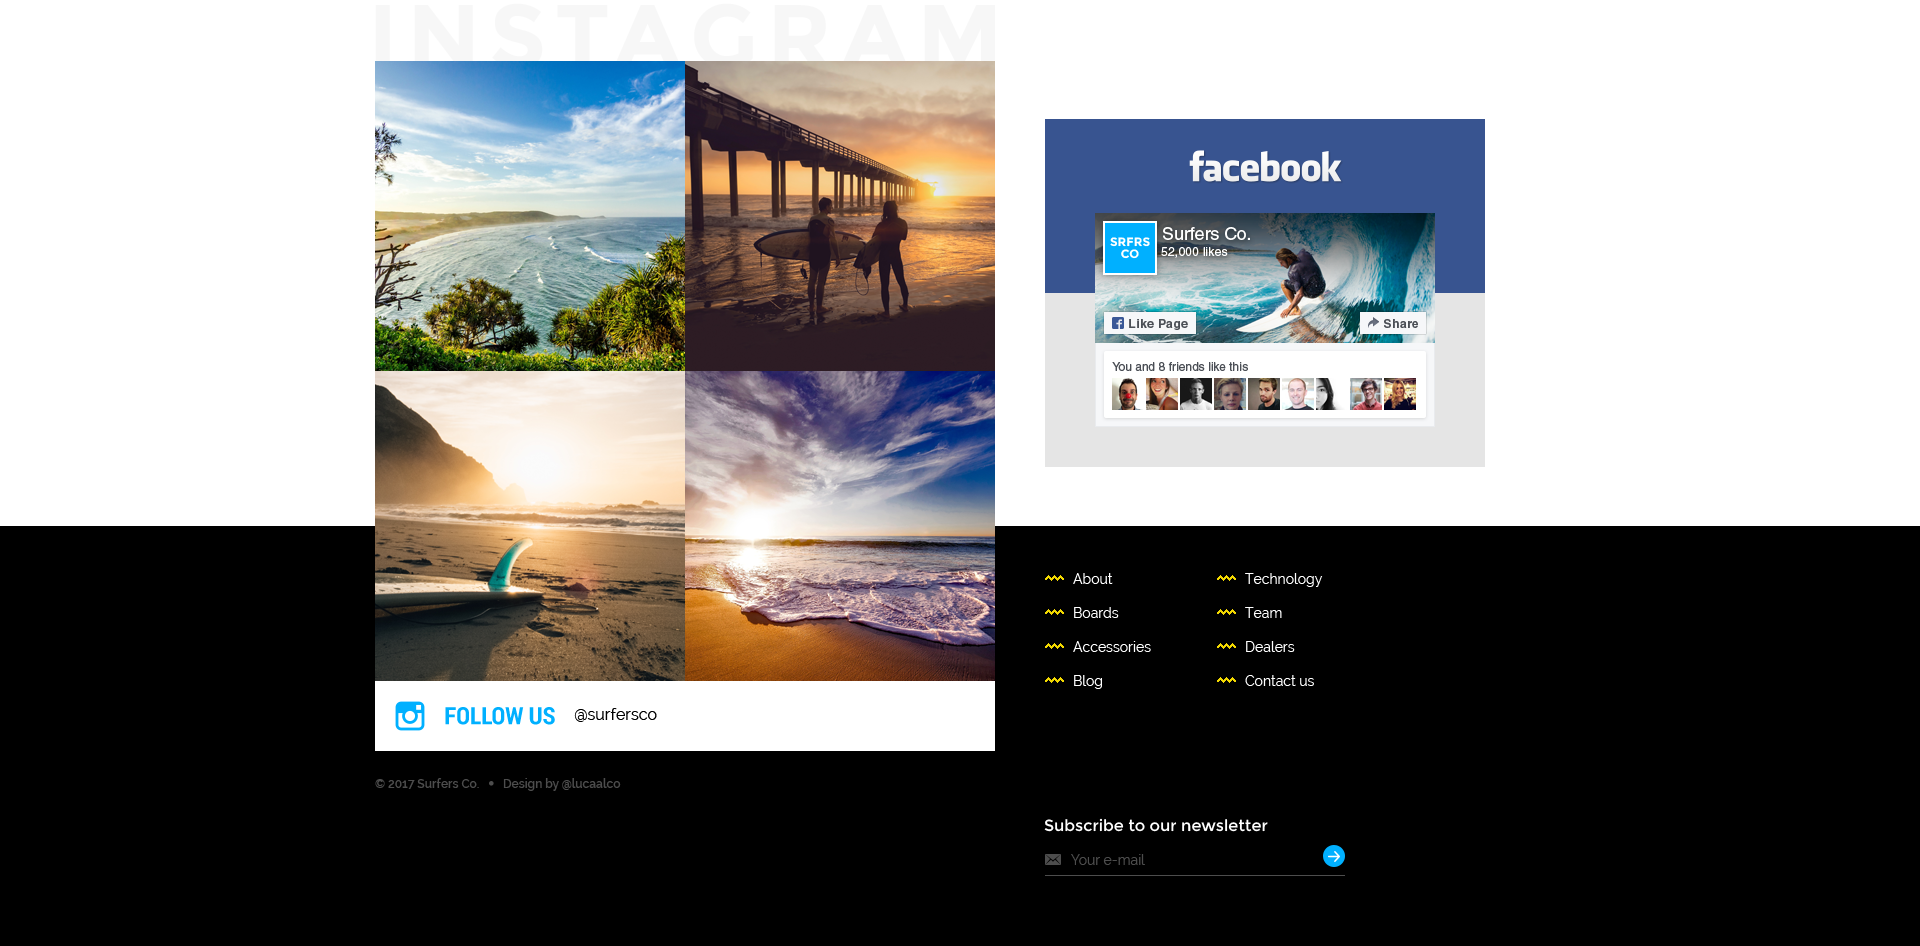 INSTAGRAM
facebook
SRFRS
CO
Surfers Co.
52,000 likes
Like Page
Share
You and 8 friends like this
About
Technology
Boards
Team
Accessories
Dealers
Blog
Contact us
FOLLOW US @surfersco
© 2017 Surfers Co. • Design by @lucaalco
Subscribe to our newsletter
Your e-mail